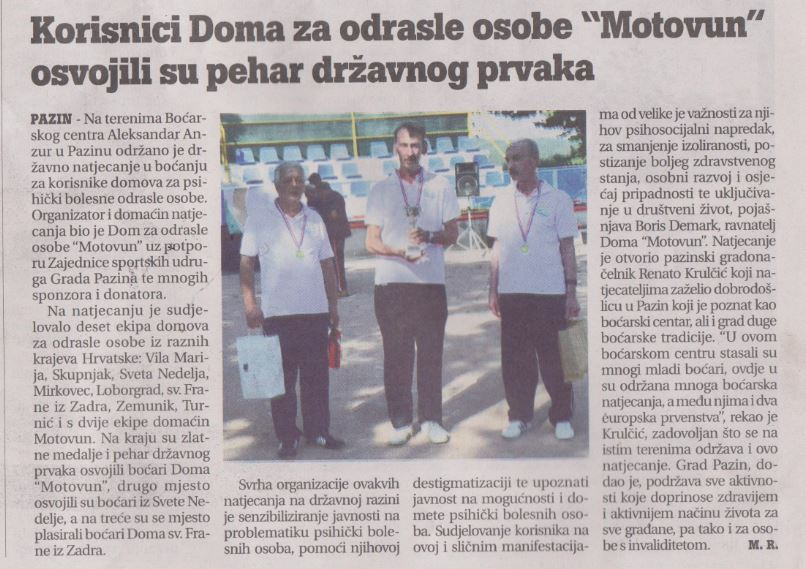 Korisnici Doma za odrasle osobe “Motovun”
osvojili su pehar državnog prvaka
PAZIN - Na terenima Boćar-
skog centra Aleksandar An-
zur u Pazinu održano je dr-
žavno natjecanje u boćanju
za korisnike domova za psi-
hički bolesne odrasle osobe.
Organizator i domaćin natje-
canja bio je Dom za odrasle
osobe “Motovun” uz potpo-
ru Zajednice sportskih udru-
ga Grada Pazina te mnogih
sponzora i donatora.
Na natjecanju je sudje-
lovalo deset ekipa domova
za odrasle osobe iz raznih
krajeva Hrvatske: Vila Mari-
ja, Skupnjak, Sveta Nedelja,
Mirkovec, Loborgrad, sv. Fra-
ne iz Zadra, Zemunik, Tur-
nić i s dvije ekipe domaćin
Motovun. Na kraju su zlat-
ne medalje i pehar državnog
prvaka osvojili boćari Doma
“Motovun”, drugo mjesto
osvojili su boćari iz Svete Ne-
delje, a na treće su se mjesto
plasirali boćari Doma sv. Fra-
ne iz Zadra.
Svrha organizacije ovakvih
natjecanja na državnoj razini
je senzibiliziranje javnosti na
problematiku psihički bole-
snih osoba, pomoći njihovoj
destigmatizaciji te upoznati
javnost na mogućnosti i do-
mete psihički bolesnih oso-
ba. Sudjelovanje korisnika na
ovoj i sličnim manifestacija-
ma od velike je važnosti za nji-
hov psihosocijalni napredak,
za smanjenje izoliranosti, po-
stizanje boljeg zdravstvenog
stanja, osobni razvoj i osje-
ćaj pripadnosti te uključiva-
nje u društveni život, pojaš-
njava Boris Demark, ravnatelj
Doma “Motovun”. Natjecanje
je otvorio pazinski gradona-
čelnik Renato Krulčić koji na-
tjecateljima zaželio dobrodoš-
licu u Pazin koji je poznat kao
boćarski centar, ali i grad duge
boćarske tradicije. “U ovom
boćarskom centru stasali su
mnogi mladi boćari, ovdje u
su održana mnoga boćarska
natjecanja, a među njima i dva
europska prvenstva”, rekao je
Krulčić, zadovoljan što se na
istim terenima održava i ovo
natjecanje. Grad Pazin, do-
dao je, podržava sve aktivno-
sti koje doprinose zdravijem
i aktivnijem načinu života za
sve građane, pa tako i za oso-
be s invaliditetom. M. R.